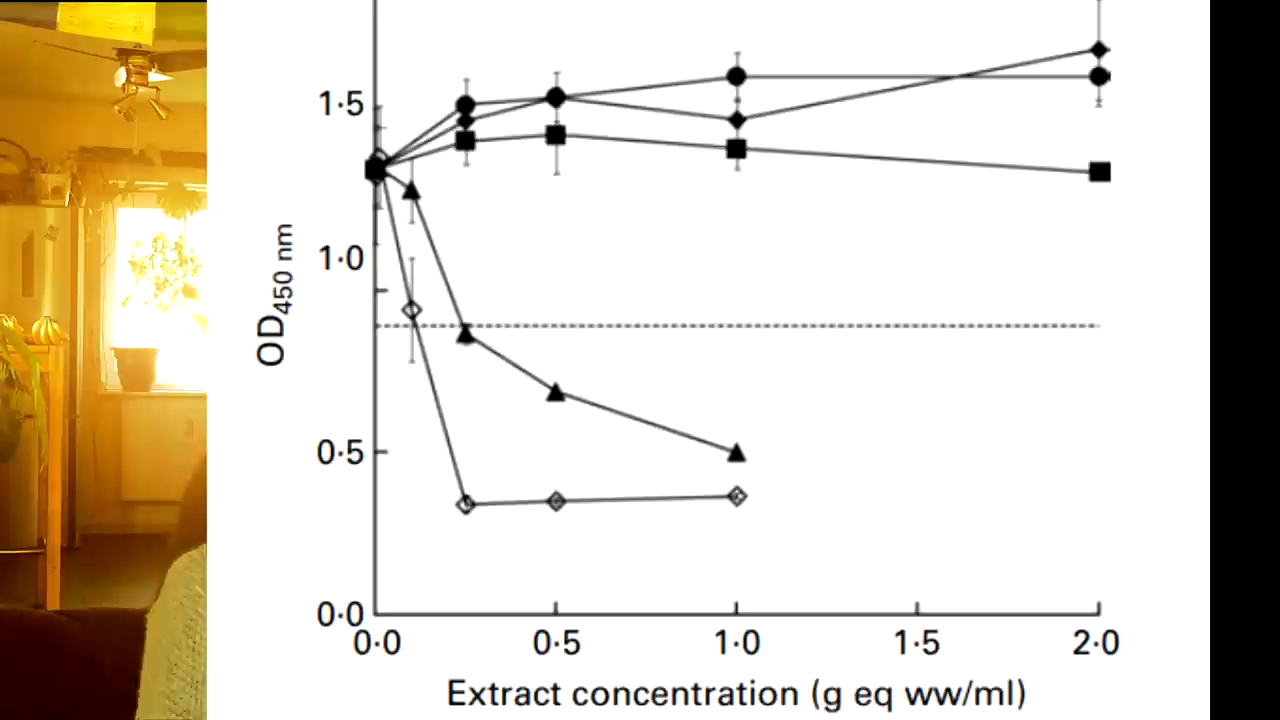 1·5
1·0
0·5
0·0
OD450 nm
0·0 0·5 1·0 1·5 2·0
Extract concentration (g eq ww/ml)